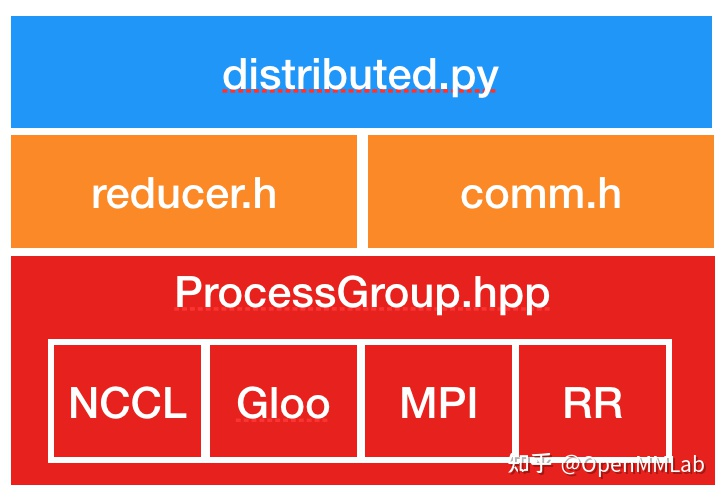 distributed.py
reducer.h
comm.h
ProcessGroup.hpp
NCCL
Gloo
MPI
RR
知乎 @OpenMMLab